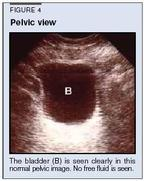 FIGURE 4
Pelvic view
B
The bladder (B) is seen clearly in this
normal pelvic image. No free fluid is seen.